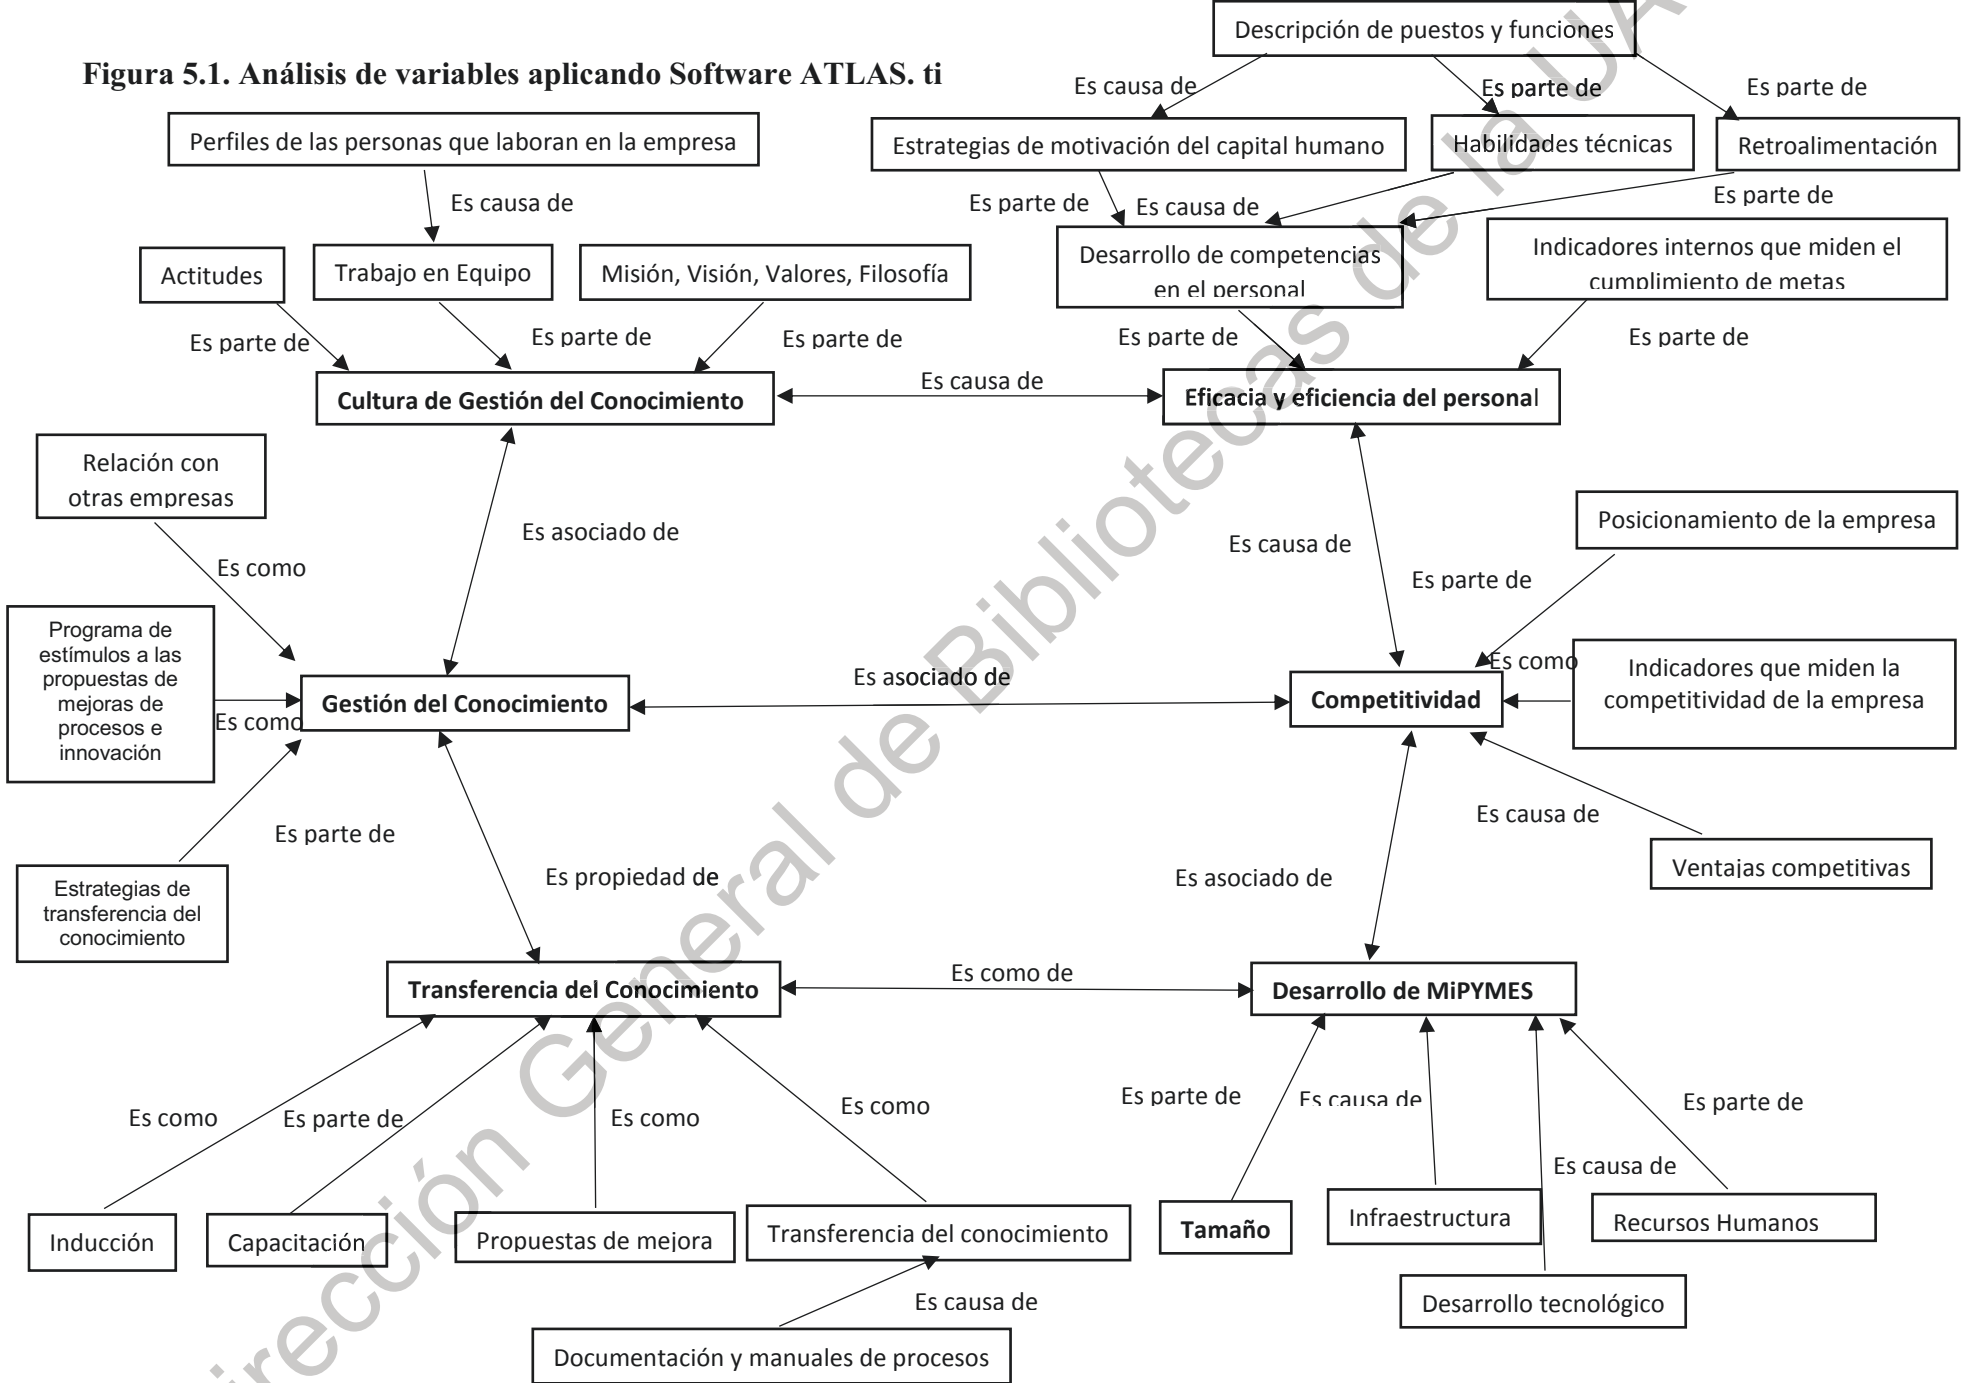 Descripción de puestos y funciones
Figura 5.1. Análisis de variables aplicando Software ATLAS. ti
Es causa de
Es parte de
Es parte de
Perfiles de las personas que laboran en la empresa
Estrategias de motivación del capital humano
Habilidades técnicas
Retroalimentación
Es causa de
Es parte de
Es causa de
Es parte de
Actitudes
Trabajo en Equipo
Misión, Visión, Valores, Filosofía
Desarrollo de competencias
en el personal
Indicadores internos que miden el
cumplimiento de metas
Es parte de
Es parte de
Es parte de
Es parte de
Es parte de
Cultura de Gestión del Conocimiento
Es causa de
Eficacia y eficiencia del personal
Relación con
otras empresas
Es asociado de
Es causa de
Posicionamiento de la empresa
Es como
Es parte de
Programa de
estímulos a las
propuestas de
mejoras de
procesos e
innovación
Es como
Gestión del Conocimiento
Es asociado de
Competitividad
Es como
Indicadores que miden la
competitividad de la empresa
Es parte de
Es causa de
Estrategias de
transferencia del
conocimiento
Es propiedad de
Es asociado de
Ventajas competitivas
Transferencia del Conocimiento
Es como de
Desarrollo de MiPYMES
Es como
Es parte de
Es como
Es como
Es parte de
Es causa de
Es parte de
Es causa de
Inducción
Capacitación
Propuestas de mejora
Transferencia del conocimiento
Tamaño
Infraestructura
Recursos Humanos
Es causa de
Desarrollo tecnológico
Documentación y manuales de procesos
irección General de Bibliotecas de la UA